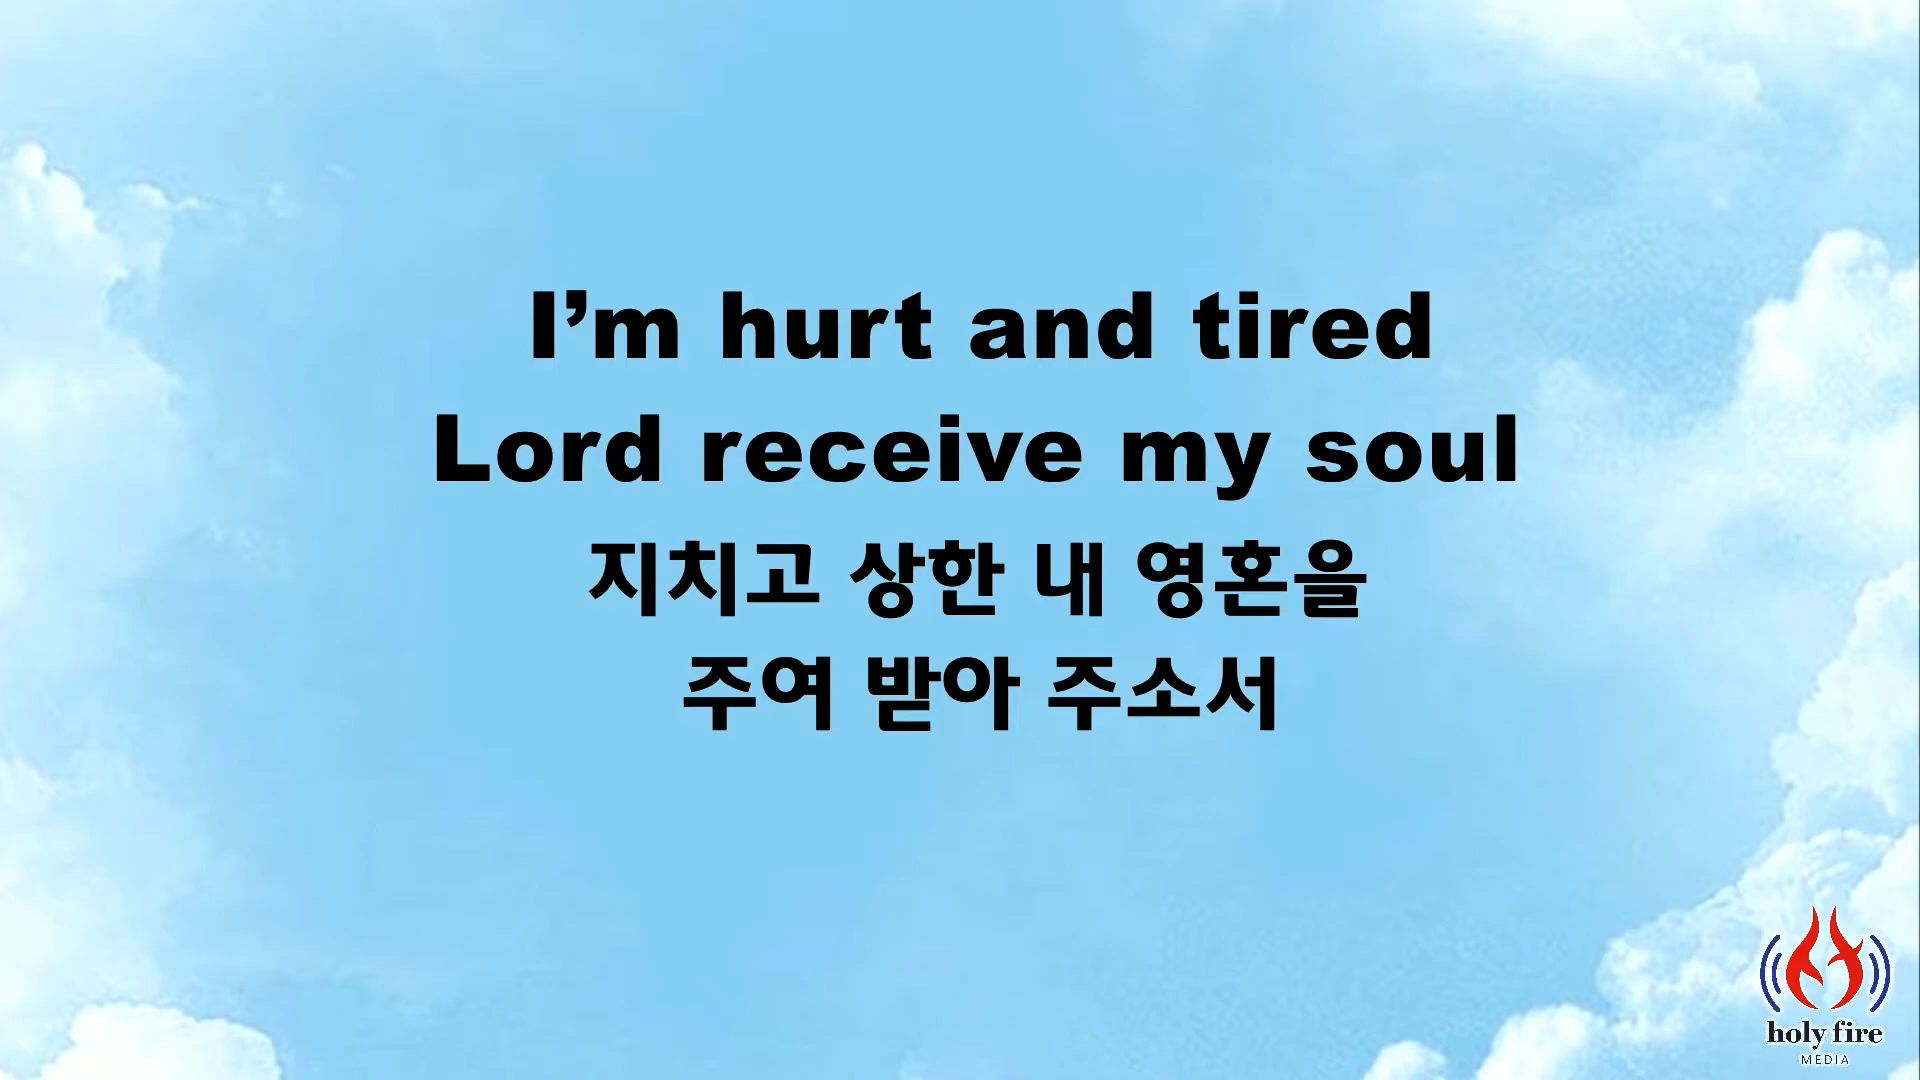 I’m hurt and tired
Lord receive my soul
지치고 상한 내 영혼을
주여 받아 주소서
holy fire
MEDIA